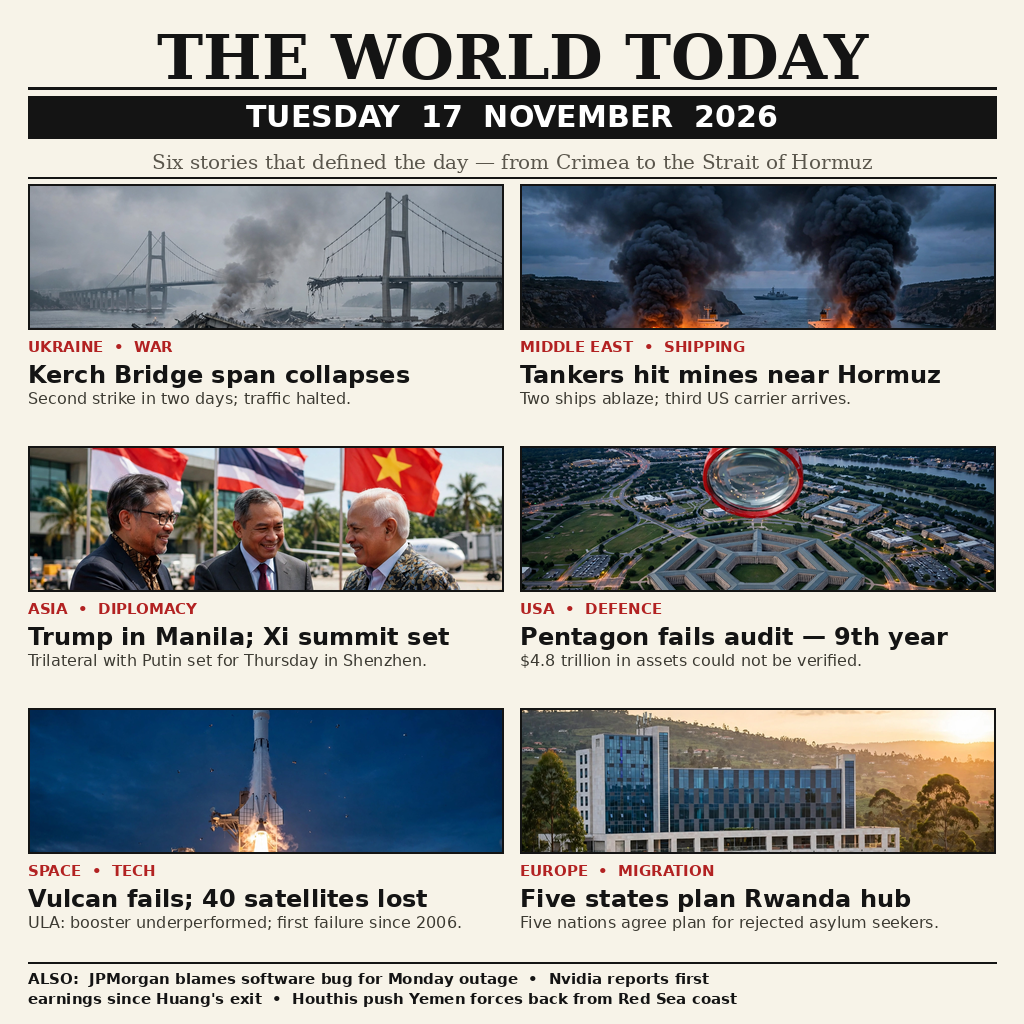 THE WORLD TODAY
TUESDAY 17 NOVEMBER 2026
Six stories that defined the day — from Crimea to the Strait of Hormuz
UKRAINE • WAR
Kerch Bridge span collapses
Second strike in two days; traffic halted.
MIDDLE EAST • SHIPPING
Tankers hit mines near Hormuz
Two ships ablaze; third US carrier arrives.
ASIA • DIPLOMACY
Trump in Manila; Xi summit set
Trilateral with Putin set for Thursday in Shenzhen.
USA • DEFENCE
Pentagon fails audit — 9th year
$4.8 trillion in assets could not be verified.
SPACE • TECH
Vulcan fails; 40 satellites lost
ULA: booster underperformed; first failure since 2006.
EUROPE • MIGRATION
Five states plan Rwanda hub
Five nations agree plan for rejected asylum seekers.
ALSO: JPMorgan blames software bug for Monday outage • Nvidia reports first
earnings since Huang's exit • Houthis push Yemen forces back from Red Sea coast